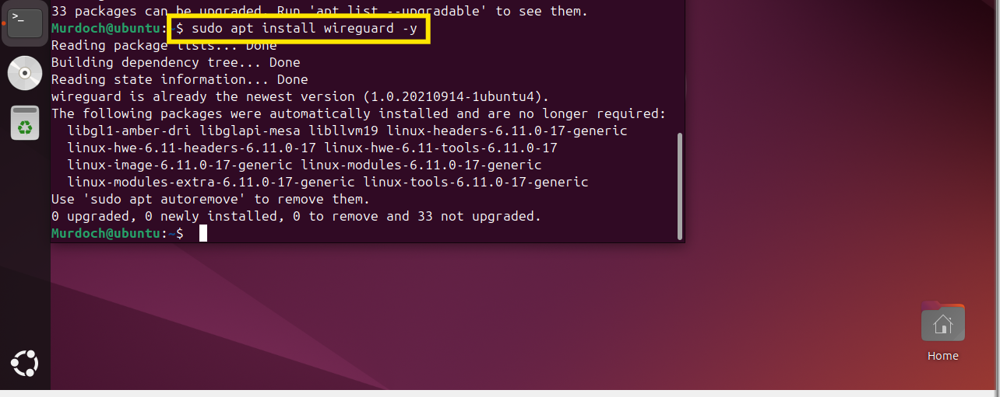 33 packages can be upgraded. Run 'apt list --upgradable' to see them.
Murdoch@ubuntu:~$ sudo apt install wireguard -y
Reading package lists... Done
Building dependency tree... Done
Reading state information... Done
wireguard is already the newest version (1.0.20210914-1ubuntu4).
The following packages were automatically installed and are no longer required:
libgl1-amber-dri libglapi-mesa libllvm19 linux-headers-6.11.0-17-generic
linux-hwe-6.11-headers-6.11.0-17 linux-hwe-6.11-tools-6.11.0-17
linux-image-6.11.0-17-generic linux-modules-6.11.0-17-generic
linux-modules-extra-6.11.0-17-generic linux-tools-6.11.0-17-generic
Use 'sudo apt autoremove' to remove them.
0 upgraded, 0 newly installed, 0 to remove and 33 not upgraded.
Murdoch@ubuntu:~$
Home